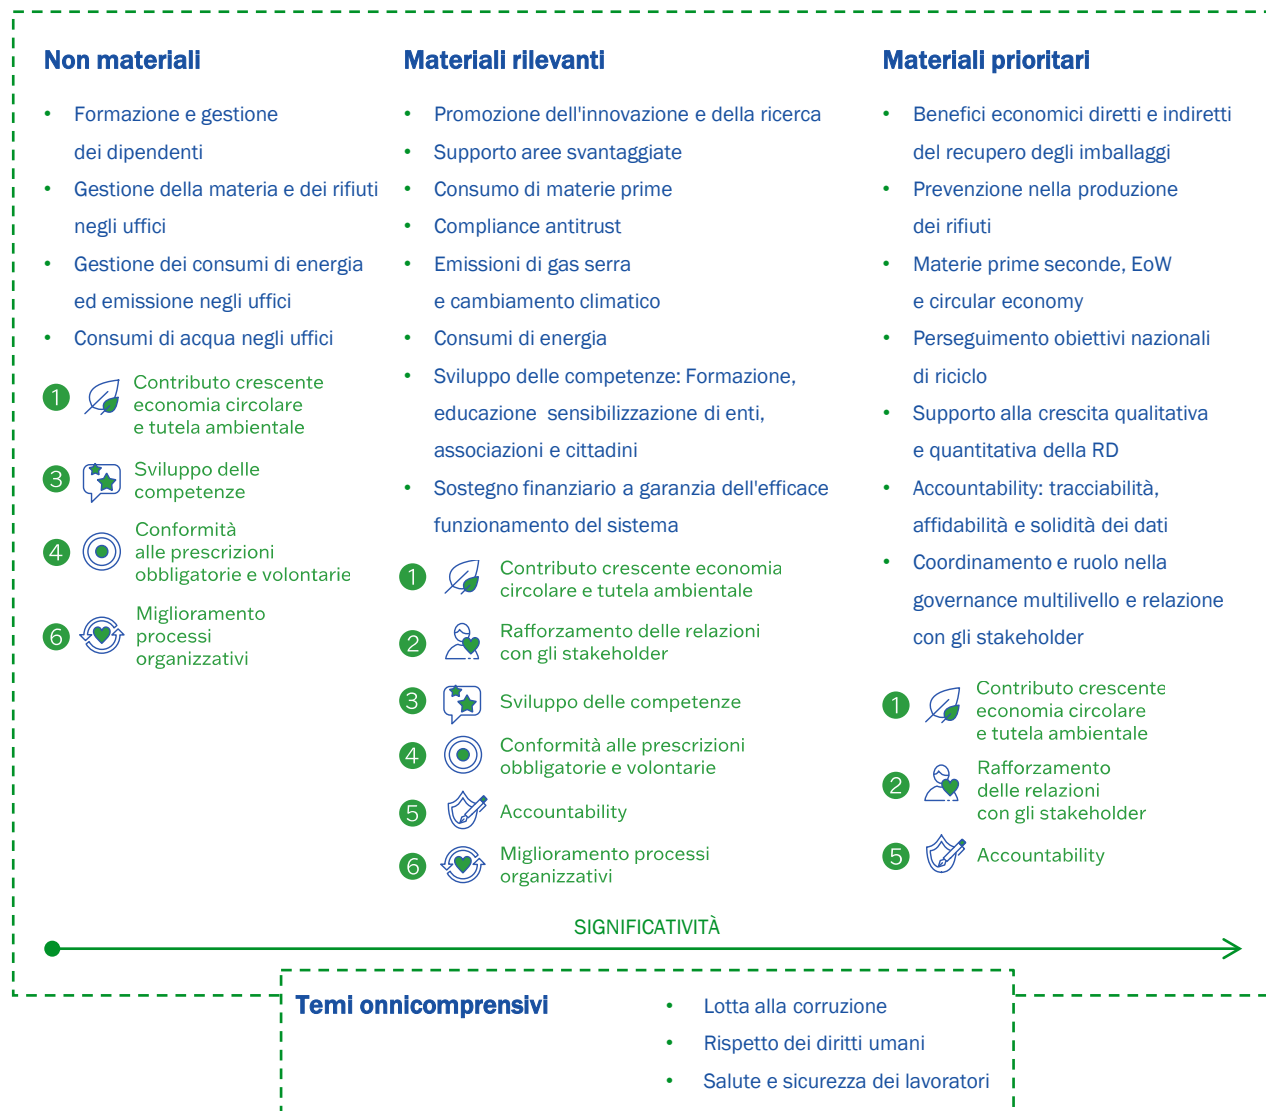 Non materiali
• Formazione e gestione
dei dipendenti
• Gestione della materia e dei rifiuti
negli uffici
• Gestione dei consumi di energia
ed emissione negli uffici
• Consumi di acqua negli uffici
1 Contributo crescente
economia circolare
e tutela ambientale
3 Sviluppo delle
competenze
4 Conformità
alle prescrizioni
obbligatorie e volontarie
6 Miglioramento
processi
organizzativi
Materiali rilevanti
• Promozione dell'innovazione e della ricerca
• Supporto aree svantaggiate
• Consumo di materie prime
• Compliance antitrust
• Emissioni di gas serra
e cambiamento climatico
• Consumi di energia
• Sviluppo delle competenze: Formazione,
educazione sensibilizzazione di enti,
associazioni e cittadini
• Sostegno finanziario a garanzia dell'efficace
funzionamento del sistema
1 Contributo crescente economia
circolare e tutela ambientale
2 Rafforzamento delle relazioni
con gli stakeholder
3 Sviluppo delle competenze
4 Conformità alle prescrizioni
obbligatorie e volontarie
5 Accountability
6 Miglioramento processi
organizzativi
Materiali prioritari
• Benefici economici diretti e indiretti
del recupero degli imballaggi
• Prevenzione nella produzione
dei rifiuti
• Materie prime seconde, EoW
e circular economy
• Perseguimento obiettivi nazionali
di riciclo
• Supporto alla crescita qualitativa
e quantitativa della RD
• Accountability: tracciabilità,
affidabilità e solidità dei dati
• Coordinamento e ruolo nella
governance multilivello e relazione
con gli stakeholder
1 Contributo crescente
economia circolare
e tutela ambientale
2 Rafforzamento
delle relazioni
con gli stakeholder
5 Accountability
SIGNIFICATIVITÀ
Temi onnicomprensivi
• Lotta alla corruzione
• Rispetto dei diritti umani
• Salute e sicurezza dei lavoratori